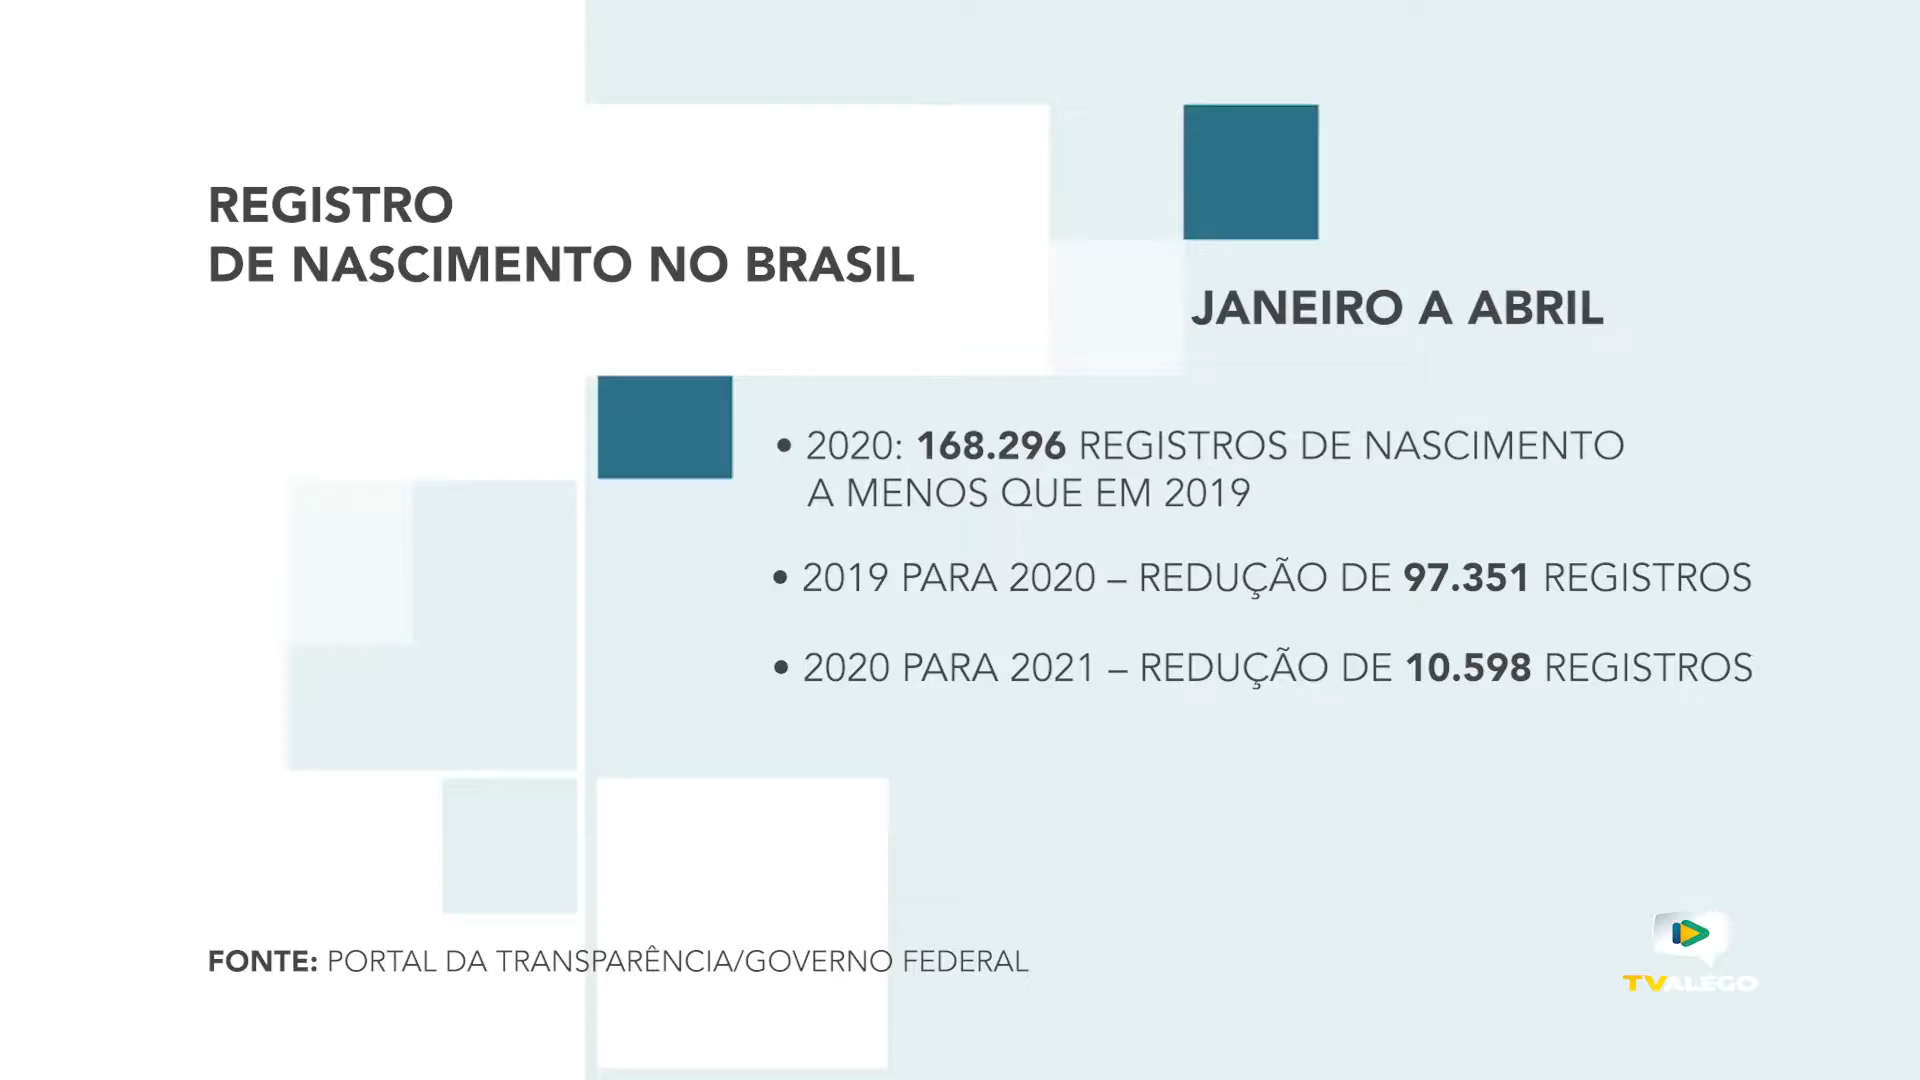 REGISTRO
DE NASCIMENTO NO BRASIL
JANEIRO A ABRIL
• 2020: 168.296 REGISTROS DE NASCIMENTO
A MENOS QUE EM 2019
• 2019 PARA 2020 – REDUÇÃO DE 97.351 REGISTROS
• 2020 PARA 2021 – REDUÇÃO DE 10.598 REGISTROS
FONTE: PORTAL DA TRANSPARÊNCIA/GOVERNO FEDERAL
TVALEGO